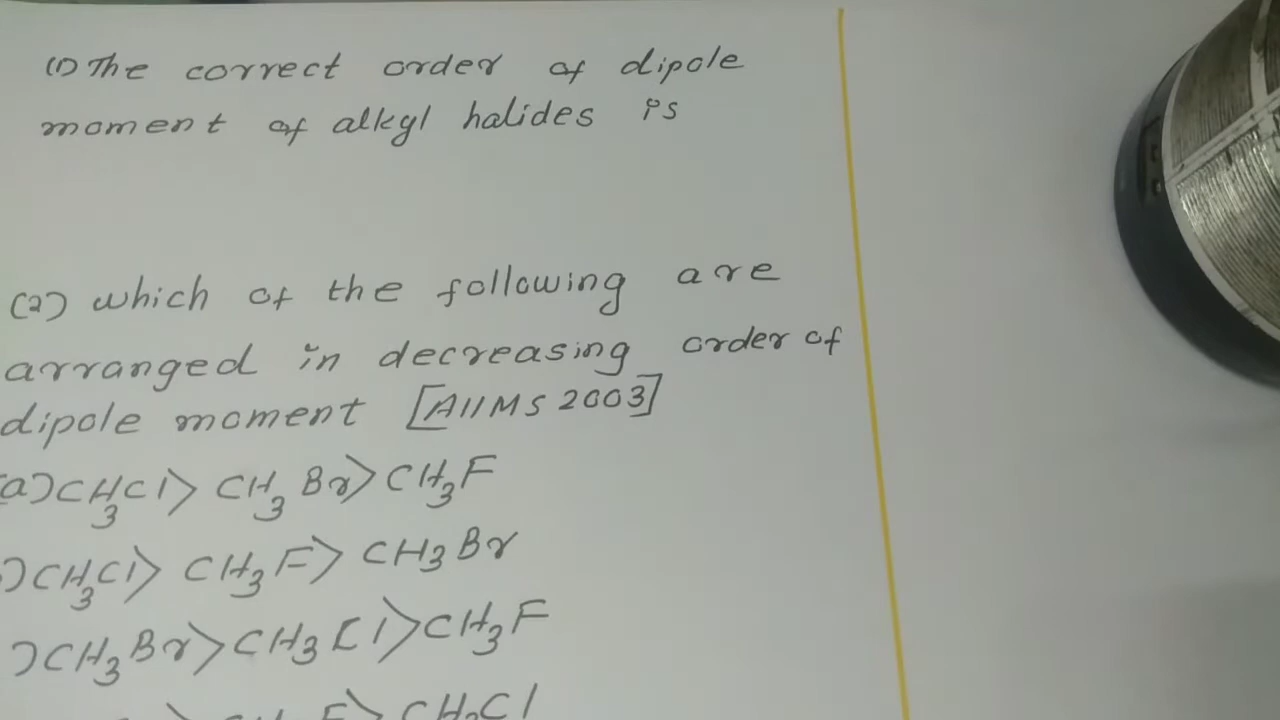 (1) The correct order of dipole
moment of alkyl halides is
(2) which of the following are
arranged in decreasing order of
dipole moment [AIIMS 2003]
(a) CH3Cl > CH3Br > CH3F
) CH3Cl > CH3F > CH3Br
) CH3Br > CH3Cl > CH3F
F > CH3Cl